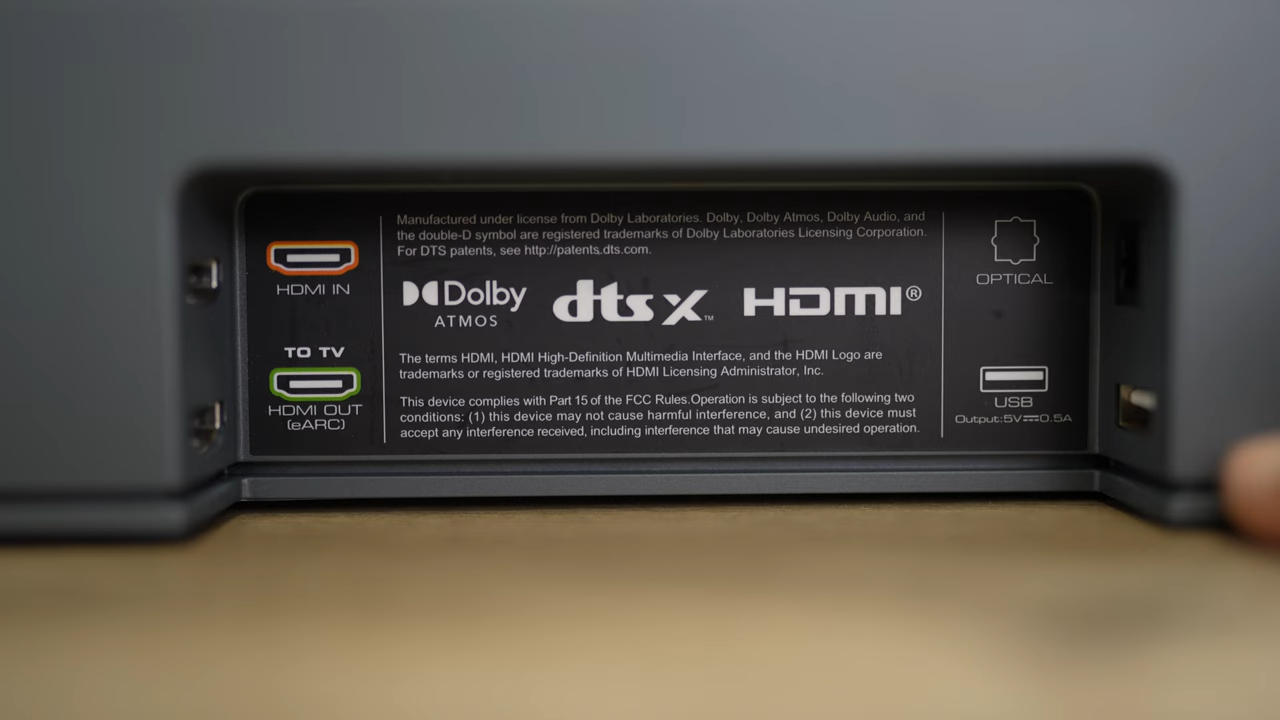 HDMI IN
TO TV
HDMI OUT
(eARC)
Manufactured under license from Dolby Laboratories. Dolby, Dolby Atmos, Dolby Audio, and
the double-D symbol are registered trademarks of Dolby Laboratories Licensing Corporation.
For DTS patents, see http://patents.dts.com.
Dolby
ATMOS
dts X™
HDMI®
The terms HDMI, HDMI High-Definition Multimedia Interface, and the HDMI Logo are
trademarks or registered trademarks of HDMI Licensing Administrator, Inc.
This device complies with Part 15 of the FCC Rules.Operation is subject to the following two
conditions: (1) this device may not cause harmful interference, and (2) this device must
accept any interference received, including interference that may cause undesired operation.
OPTICAL
USB
Output:5V⎓0.5A